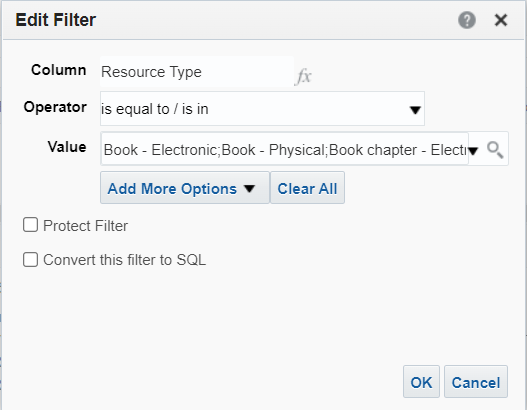 Edit Filter
Column Resource Type fx
Operator is equal to / is in
Value Book - Electronic;Book - Physical;Book chapter - Electr
Add More Options Clear All
Protect Filter
Convert this filter to SQL
OK Cancel